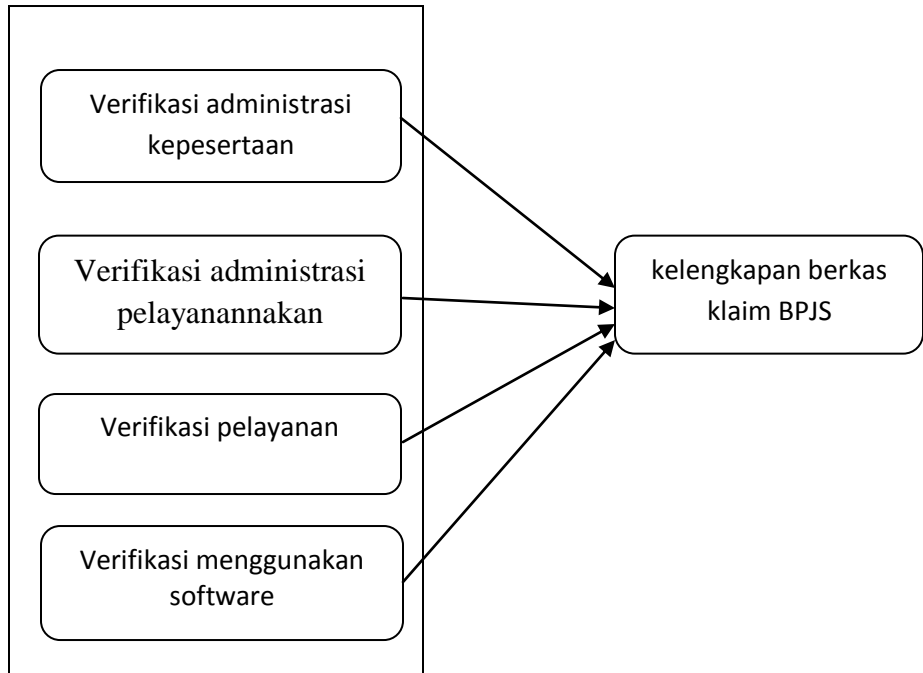 Verifikasi administrasi
kepesertaan
Verifikasi administrasi
pelayanannakan
Verifikasi pelayanan
Verifikasi menggunakan
software
kelengkapan berkas
klaim BPJS